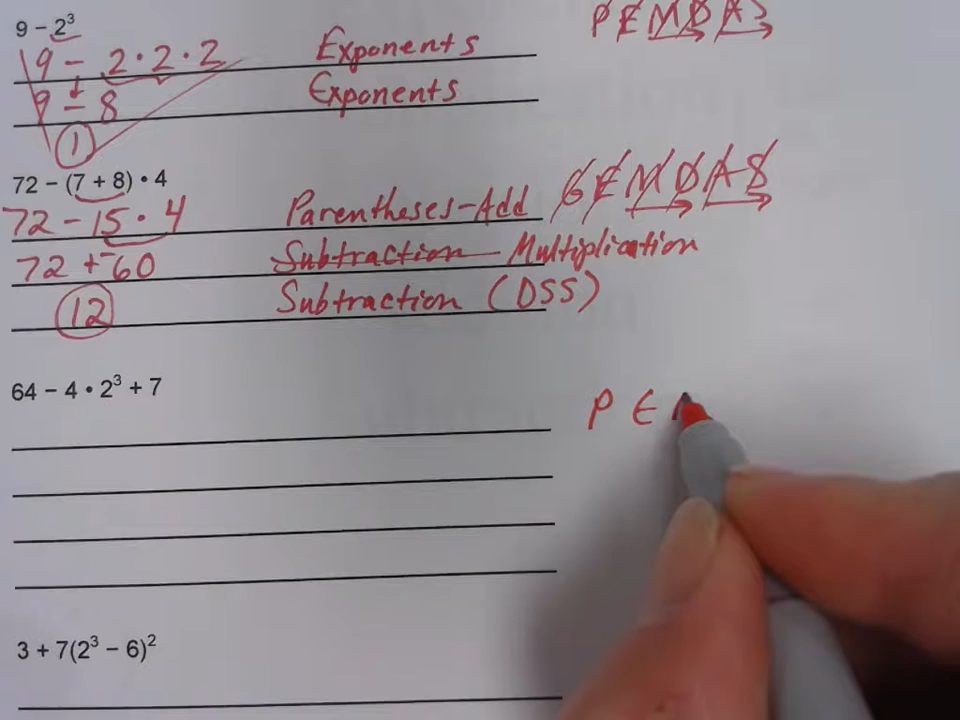 9 − 2³ PEMDAS
9 − 2·2·2 Exponents
9 − 8 Exponents
1
72 − (7 + 8) • 4 GEMDAS
72 − 15 · 4 Parentheses-Add
72 + -60 Subtraction Multiplication
12 Subtraction (DSS)
64 − 4 • 2³ + 7 P E
3 + 7(2³ − 6)²